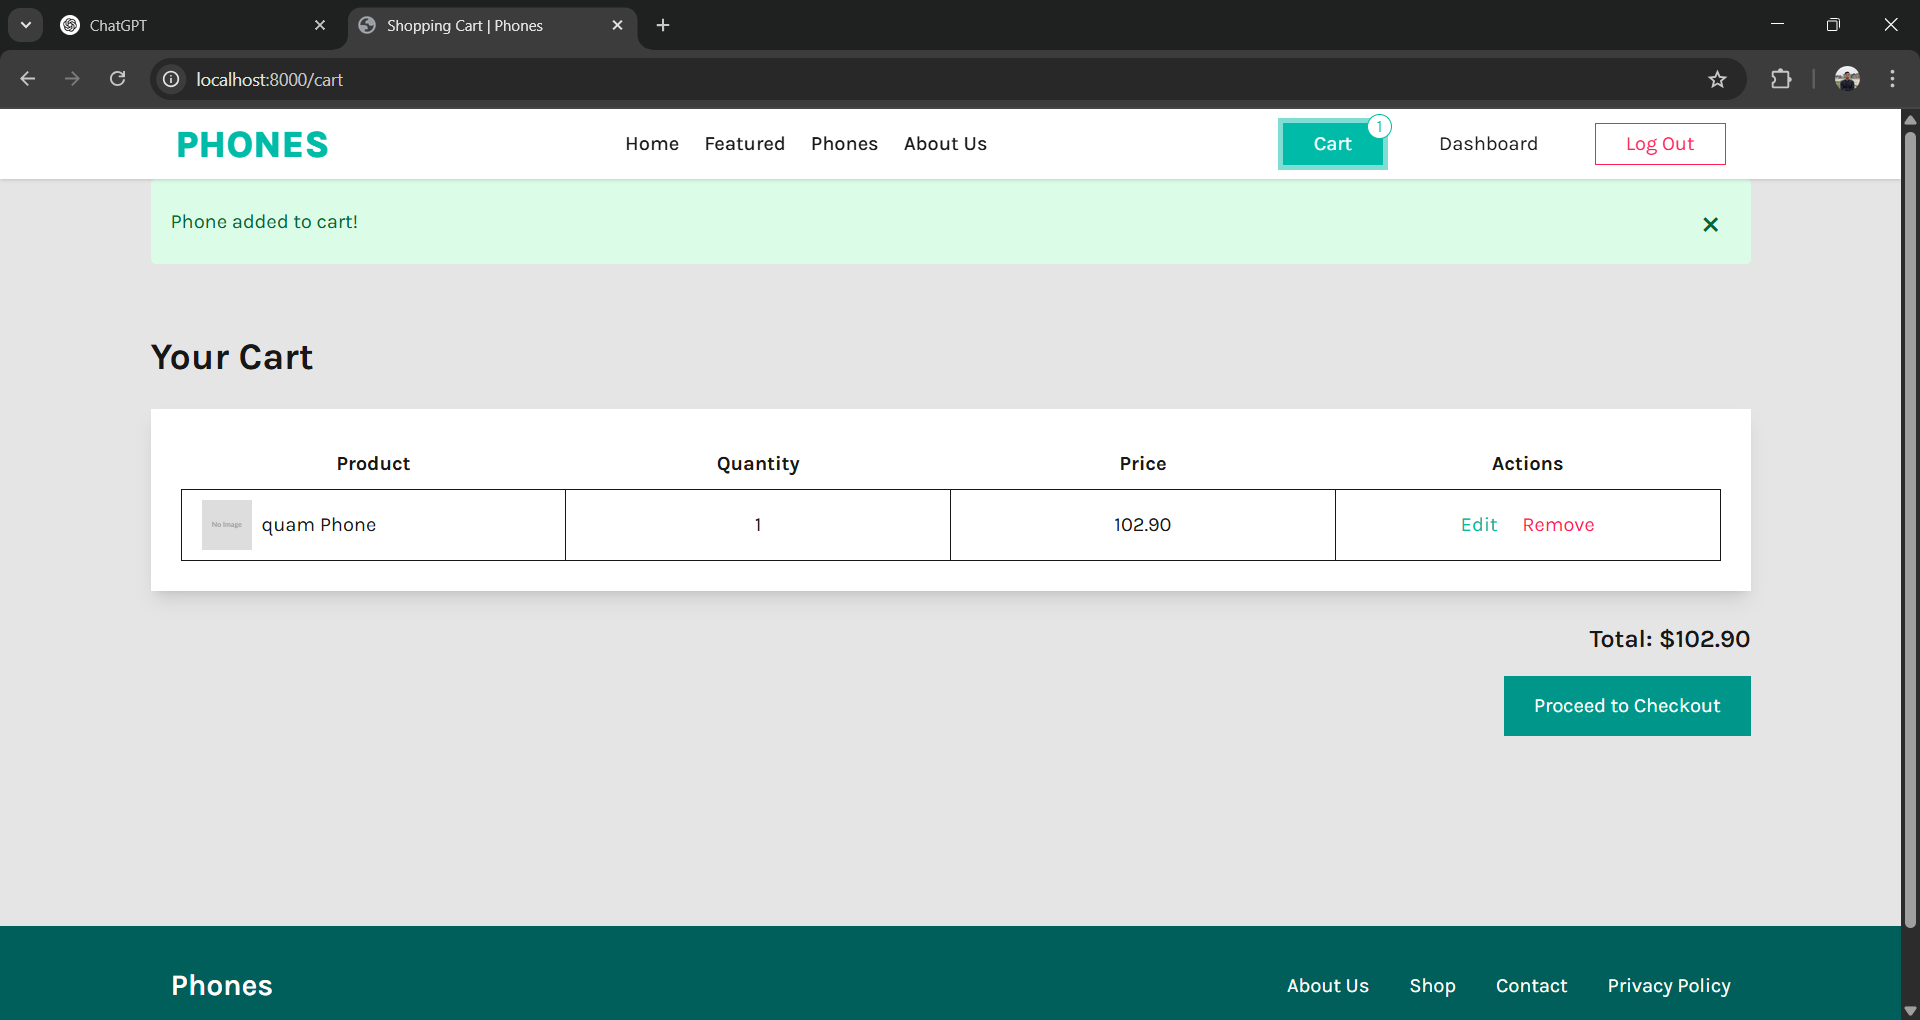 ChatGPT
Shopping Cart | Phones
localhost:8000/cart
PHONES
Home Featured Phones About Us
Cart 1 Dashboard Log Out
Phone added to cart!
Your Cart
Product Quantity Price Actions
No Image quam Phone 1 102.90 Edit Remove
Total: $102.90
Proceed to Checkout
Phones
About Us Shop Contact Privacy Policy